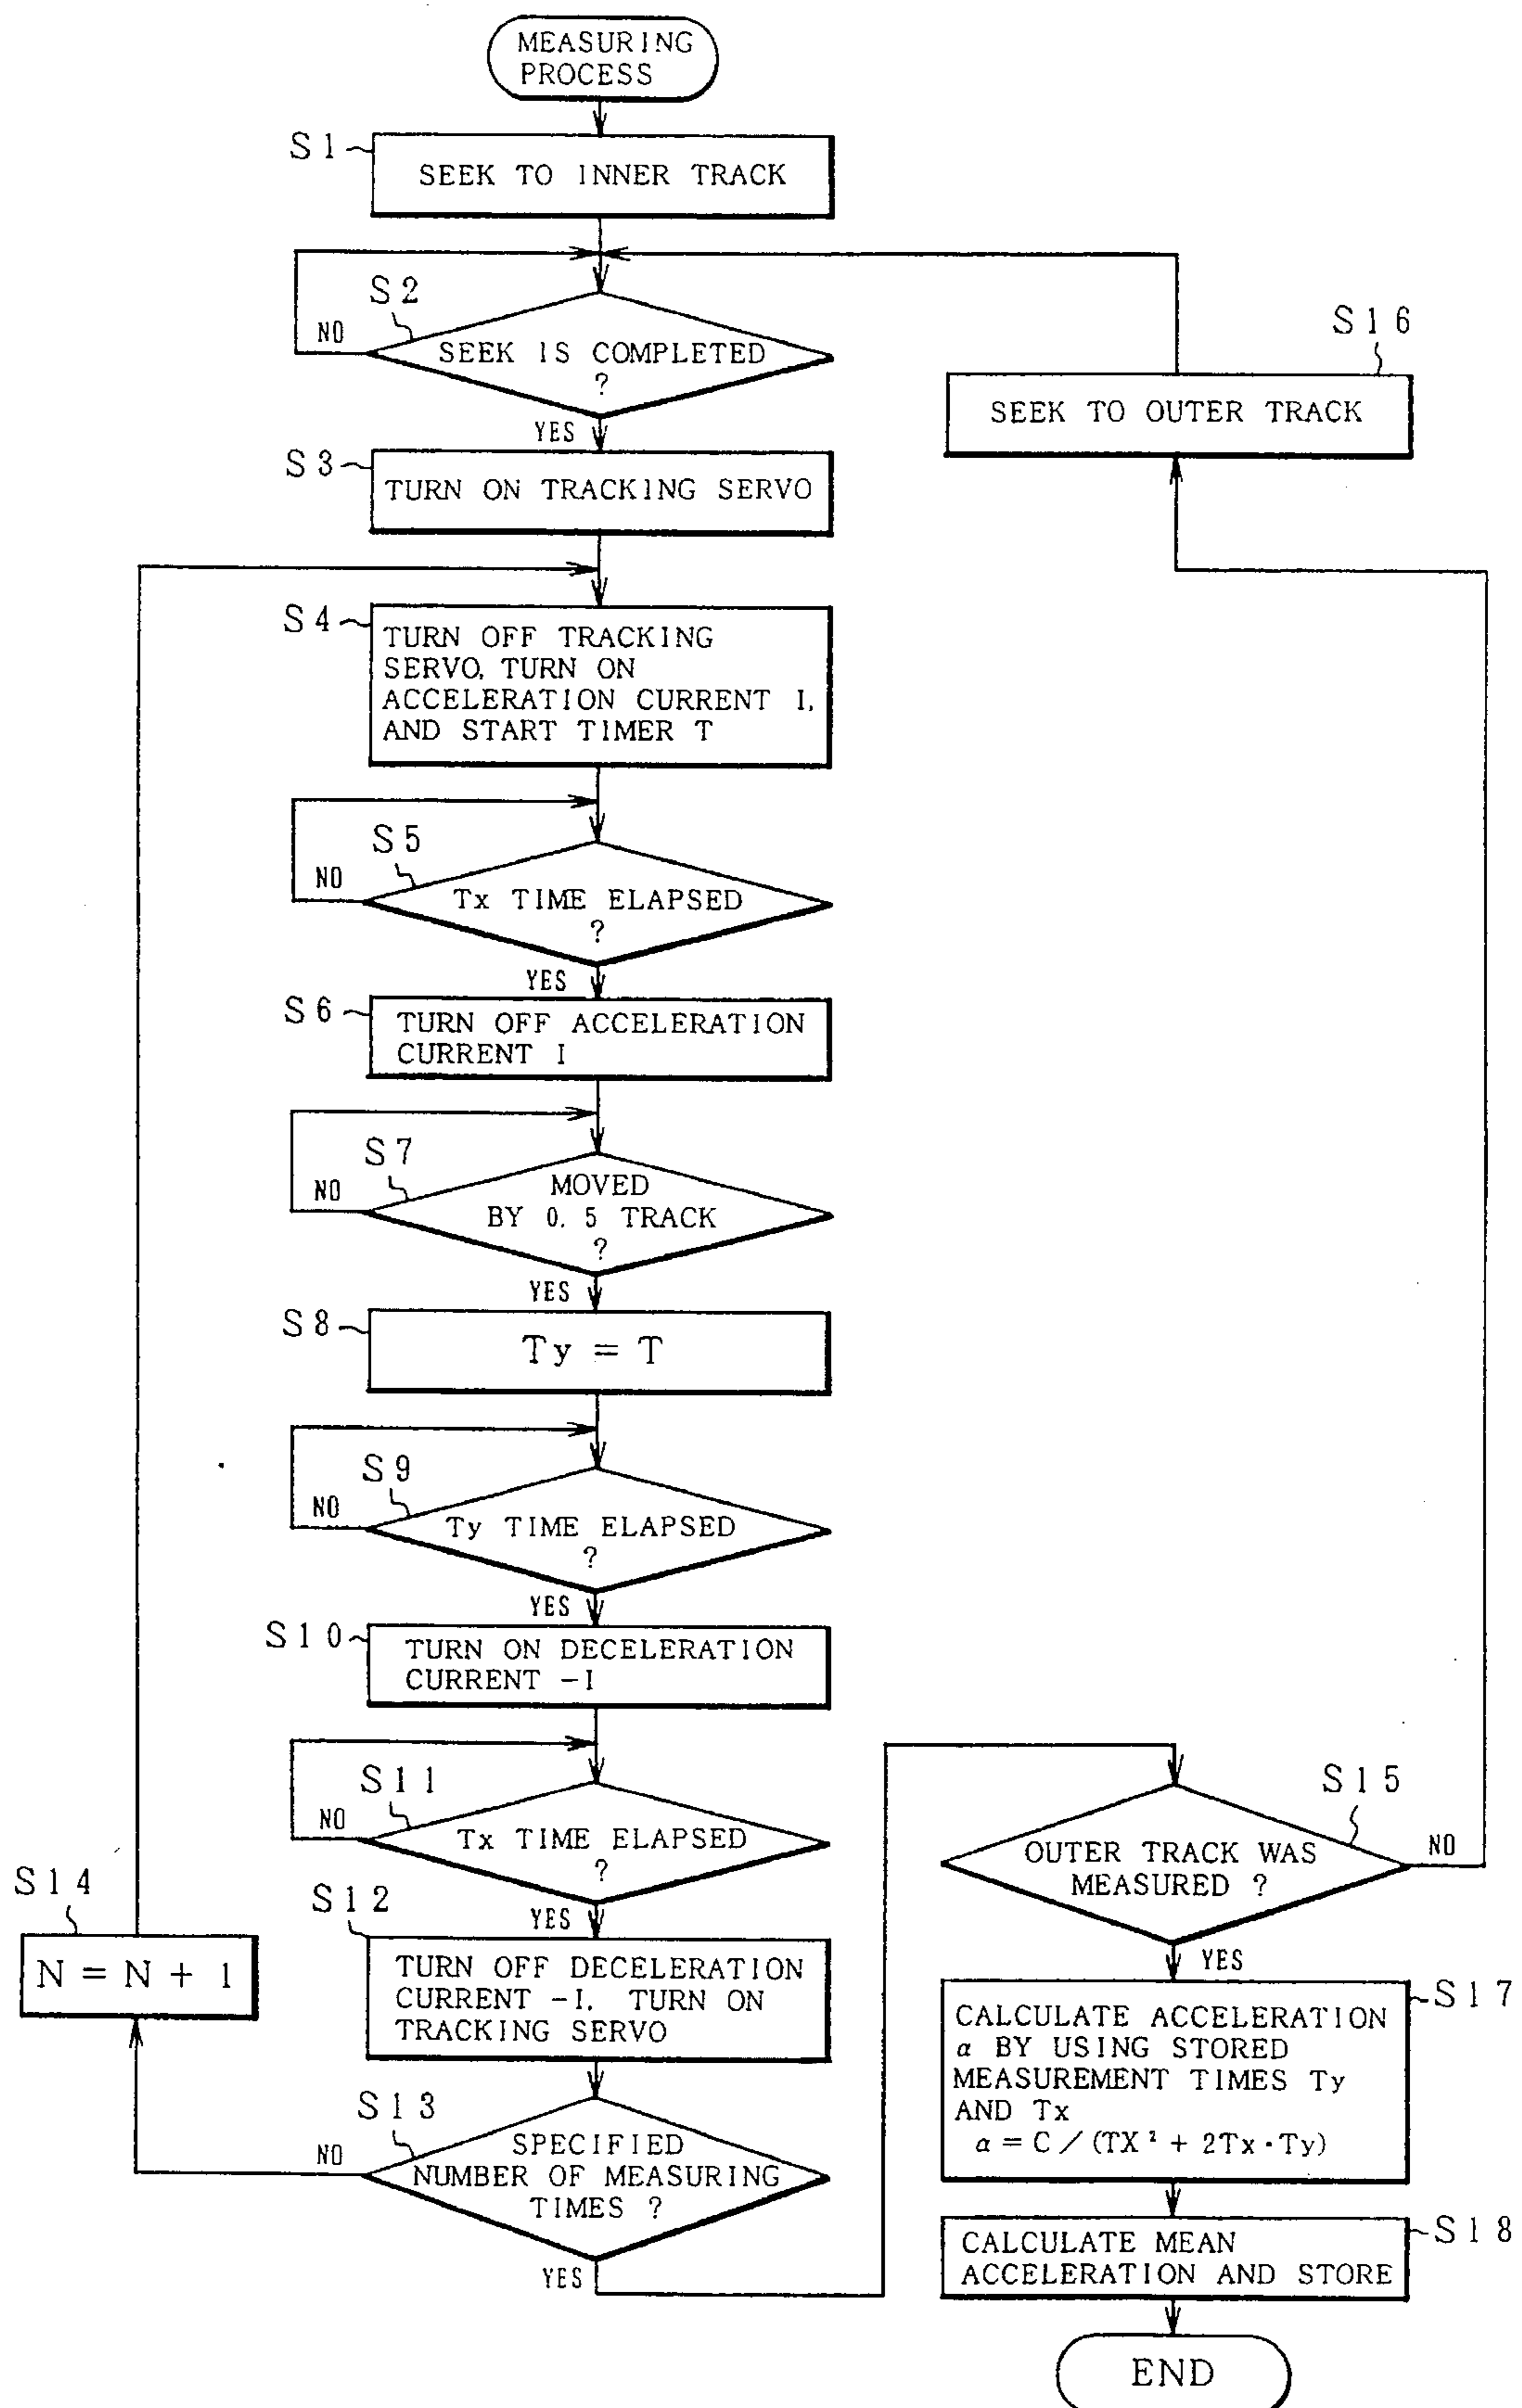 MEASURING
PROCESS
S1
SEEK TO INNER TRACK
S2
NO
SEEK IS COMPLETED
?
YES
S16
SEEK TO OUTER TRACK
S3
TURN ON TRACKING SERVO
S4
TURN OFF TRACKING
SERVO, TURN ON
ACCELERATION CURRENT I,
AND START TIMER T
S5
NO
Tx TIME ELAPSED
?
YES
S6
TURN OFF ACCELERATION
CURRENT I
S7
NO
MOVED
BY 0.5 TRACK
?
YES
S8
Ty = T
S9
NO
Ty TIME ELAPSED
?
YES
S10
TURN ON DECELERATION
CURRENT -I
S11
NO
Tx TIME ELAPSED
?
YES
S12
TURN OFF DECELERATION
CURRENT -I, TURN ON
TRACKING SERVO
S13
NO
SPECIFIED
NUMBER OF MEASURING
TIMES ?
YES
S14
N = N + 1
S15
OUTER TRACK WAS
MEASURED ?
NO
YES
S17
CALCULATE ACCELERATION
α BY USING STORED
MEASUREMENT TIMES Ty
AND Tx
α = C / (TX² + 2Tx·Ty)
S18
CALCULATE MEAN
ACCELERATION AND STORE
END